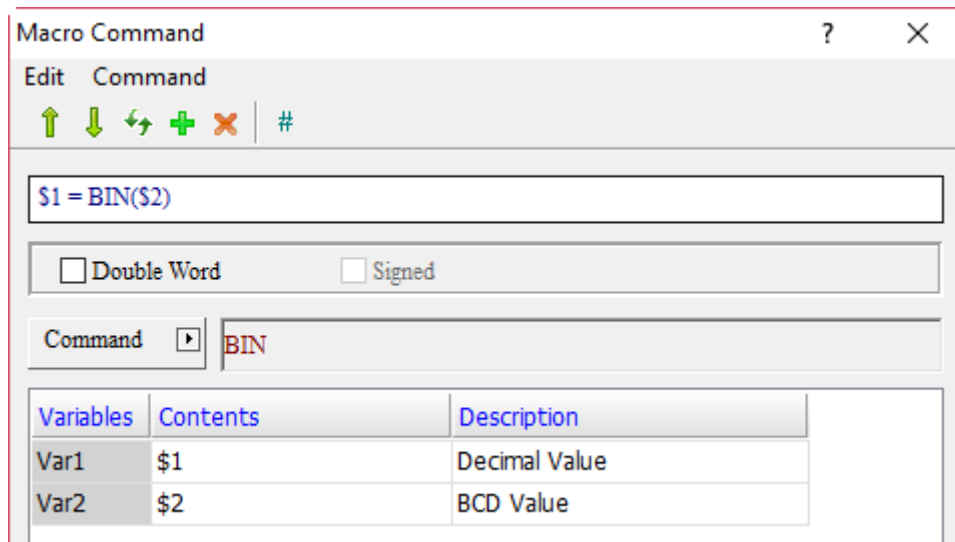 Macro Command ?
Edit Command
#
$1 = BIN($2)
Double Word Signed
Command BIN
Variables Contents Description
Var1 $1 Decimal Value
Var2 $2 BCD Value